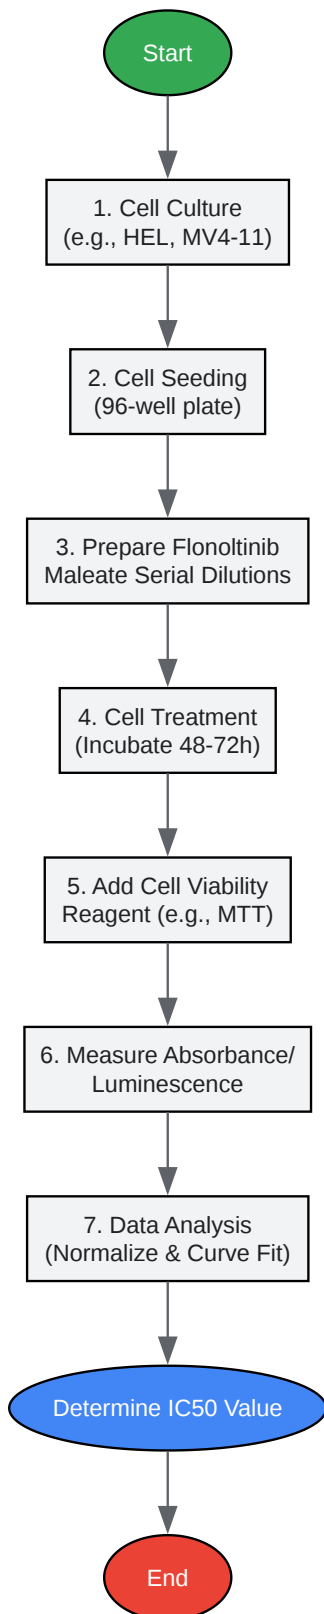 Start
1. Cell Culture
(e.g., HEL, MV4-11)
2. Cell Seeding
(96-well plate)
3. Prepare Flonoltinib
Maleate Serial Dilutions
4. Cell Treatment
(Incubate 48-72h)
5. Add Cell Viability
Reagent (e.g., MTT)
6. Measure Absorbance/
Luminescence
7. Data Analysis
(Normalize & Curve Fit)
Determine IC50 Value
End